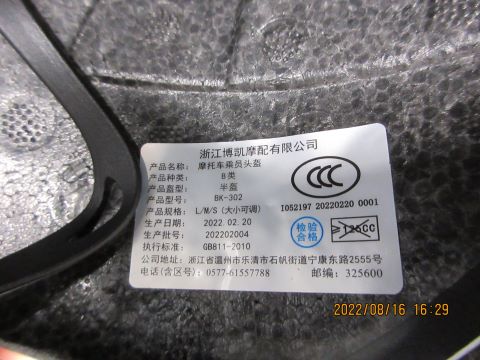 浙江博凯摩配有限公司
产品名称: 摩托车乘员头盔
产品种类: B类
产品盔型: 半盔
产品型号: BK-302
产品规格: L/M/S (大小可调)
CCC
I052197 20220220 0001
生产日期: 2022.02.20
产品批号: 202202004
检验合格
≥125CC
执行标准: GB811-2010
公司地址: 浙江省温州市乐清市石帆街道宁康东路2555号
电话(含区号): 0577-61557788 邮编: 325600
2022/08/16 16:29